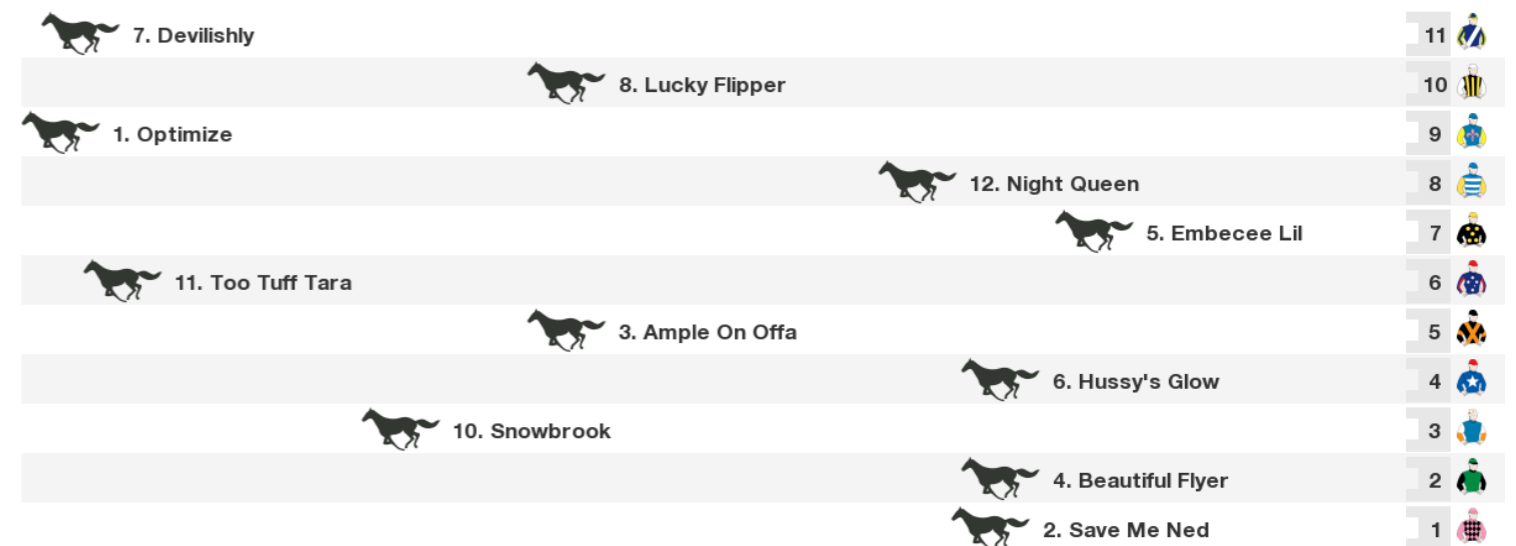 7. Devilishly 11
8. Lucky Flipper 10
1. Optimize 9
12. Night Queen 8
5. Embecee Lil 7
11. Too Tuff Tara 6
3. Ample On Offa 5
6. Hussy's Glow 4
10. Snowbrook 3
4. Beautiful Flyer 2
2. Save Me Ned 1